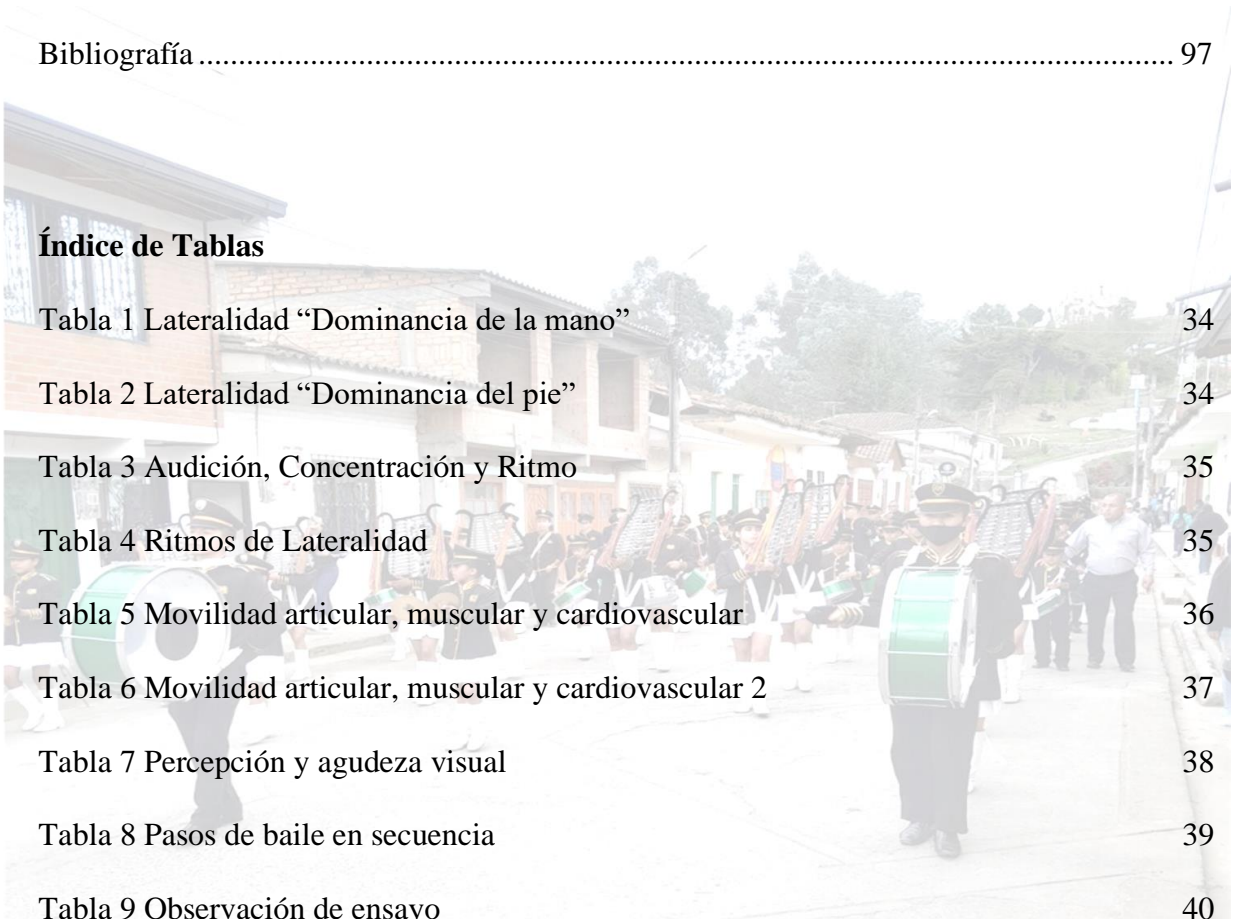 Bibliografía ........................................................................................................................ 97
Índice de Tablas
Tabla 1 Lateralidad “Dominancia de la mano” 34
Tabla 2 Lateralidad “Dominancia del pie” 34
Tabla 3 Audición, Concentración y Ritmo 35
Tabla 4 Ritmos de Lateralidad 35
Tabla 5 Movilidad articular, muscular y cardiovascular 36
Tabla 6 Movilidad articular, muscular y cardiovascular 2 37
Tabla 7 Percepción y agudeza visual 38
Tabla 8 Pasos de baile en secuencia 39
Tabla 9 Observación de ensayo 40